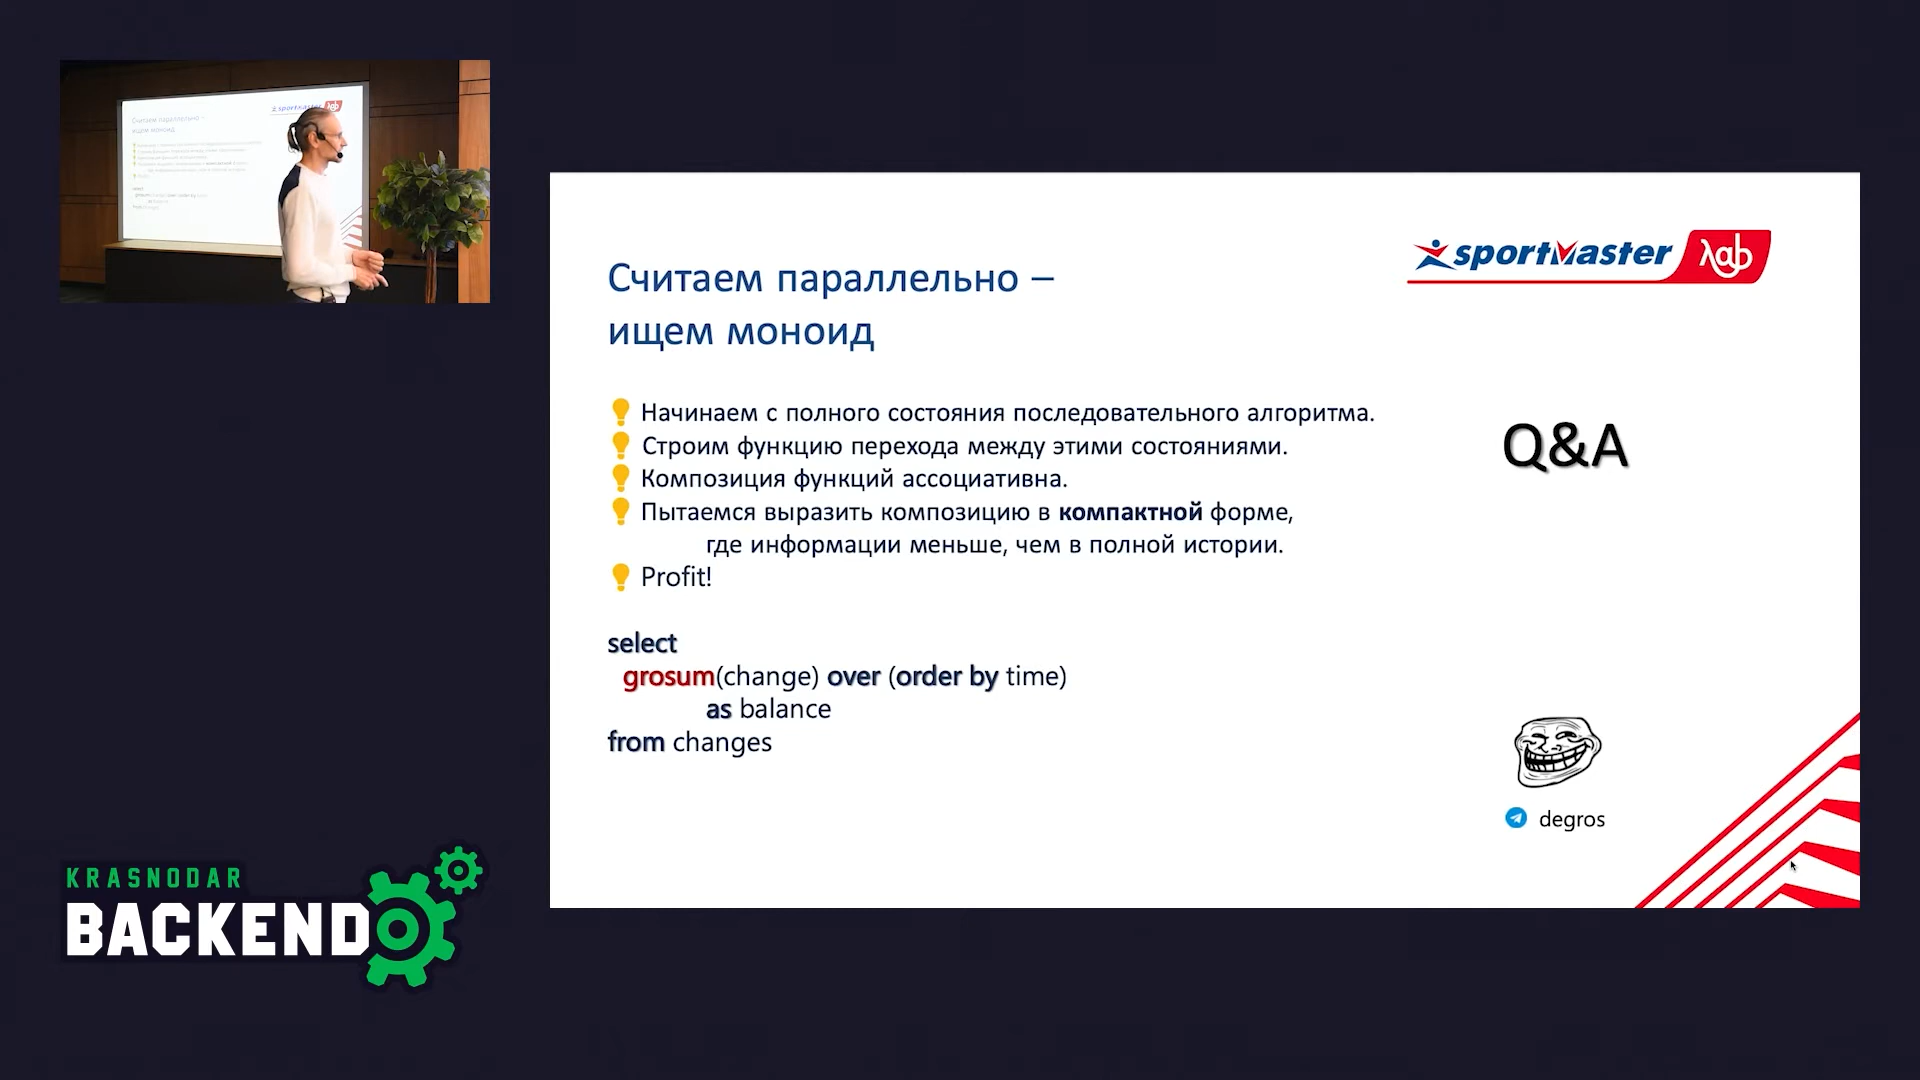 sportmaster лab
Считаем параллельно –
ищем моноид
Начинаем с полного состояния последовательного алгоритма.
Строим функцию перехода между этими состояниями.
Композиция функций ассоциативна.
Пытаемся выразить композицию в компактной форме,
где информации меньше, чем в полной истории.
Profit!
select
grosum(change) over (order by time)
as balance
from changes
Q&A
degros
KRASNODAR
BACKEND